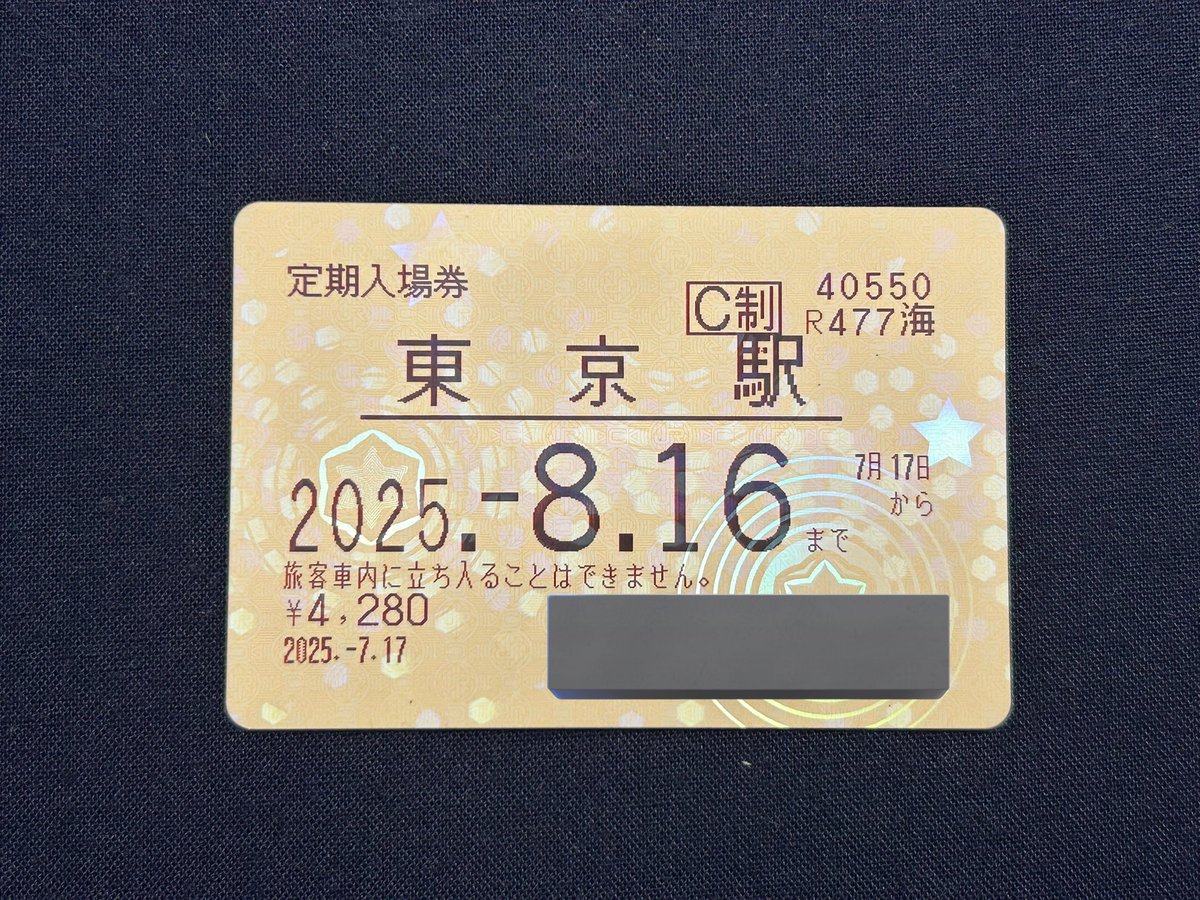 定期入場券
C制 40550
R477海
東京駅
2025.-8.16まで
7月17日
から
旅客車内に立ち入ることはできません。
¥4,280
2025.-7.17